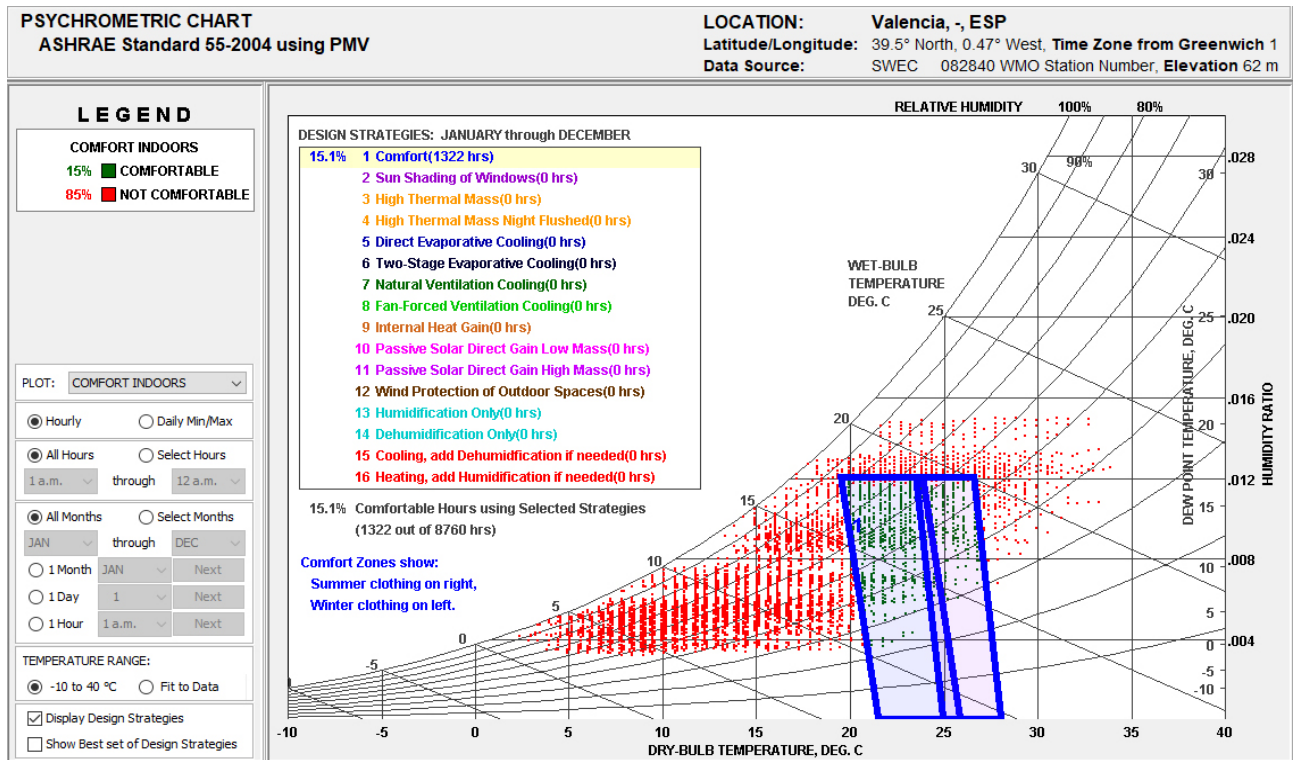 PSYCHROMETRIC CHART
ASHRAE Standard 55-2004 using PMV
LOCATION: Valencia, -, ESP
Latitude/Longitude: 39.5° North, 0.47° West, Time Zone from Greenwich 1
Data Source: SWEC 082840 WMO Station Number, Elevation 62 m
LEGEND
COMFORT INDOORS
15% COMFORTABLE
85% NOT COMFORTABLE
PLOT: COMFORT INDOORS
Hourly Daily Min/Max
All Hours Select Hours
1 a.m. through 12 a.m.
All Months Select Months
JAN through DEC
1 Month JAN Next
1 Day 1 Next
1 Hour 1 a.m. Next
TEMPERATURE RANGE:
-10 to 40 °C Fit to Data
Display Design Strategies
Show Best set of Design Strategies
DESIGN STRATEGIES: JANUARY through DECEMBER
15.1% 1 Comfort(1322 hrs)
2 Sun Shading of Windows(0 hrs)
3 High Thermal Mass(0 hrs)
4 High Thermal Mass Night Flushed(0 hrs)
5 Direct Evaporative Cooling(0 hrs)
6 Two-Stage Evaporative Cooling(0 hrs)
7 Natural Ventilation Cooling(0 hrs)
8 Fan-Forced Ventilation Cooling(0 hrs)
9 Internal Heat Gain(0 hrs)
10 Passive Solar Direct Gain Low Mass(0 hrs)
11 Passive Solar Direct Gain High Mass(0 hrs)
12 Wind Protection of Outdoor Spaces(0 hrs)
13 Humidification Only(0 hrs)
14 Dehumidification Only(0 hrs)
15 Cooling, add Dehumidfication if needed(0 hrs)
16 Heating, add Humidification if needed(0 hrs)
15.1% Comfortable Hours using Selected Strategies
(1322 out of 8760 hrs)
Comfort Zones show:
Summer clothing on right,
Winter clothing on left.
RELATIVE HUMIDITY 100% 80%
90%
WET-BULB
TEMPERATURE
DEG. C
-5
0
5
10
15
20
25
30
1
DEW POINT TEMPERATURE, DEG. C
30
25
20
15
10
5
0
-5
-10
.028
.024
.020
.016
.012
.008
.004
HUMIDITY RATIO
-10 -5 0 5 10 15 20 25 30 35 40
DRY-BULB TEMPERATURE, DEG. C